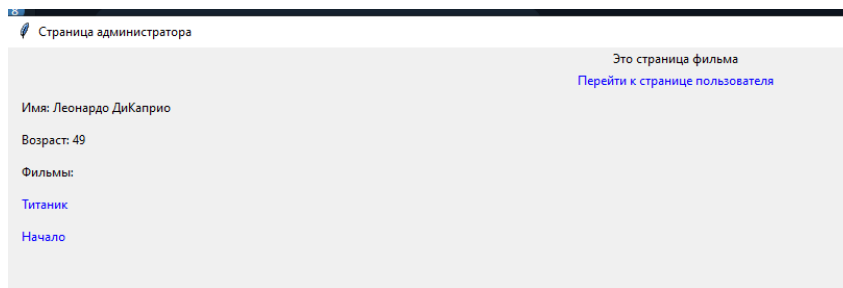 Страница администратора
Это страница фильма
Перейти к странице пользователя
Имя: Леонардо ДиКаприо
Возраст: 49
Фильмы:
Титаник
Начало